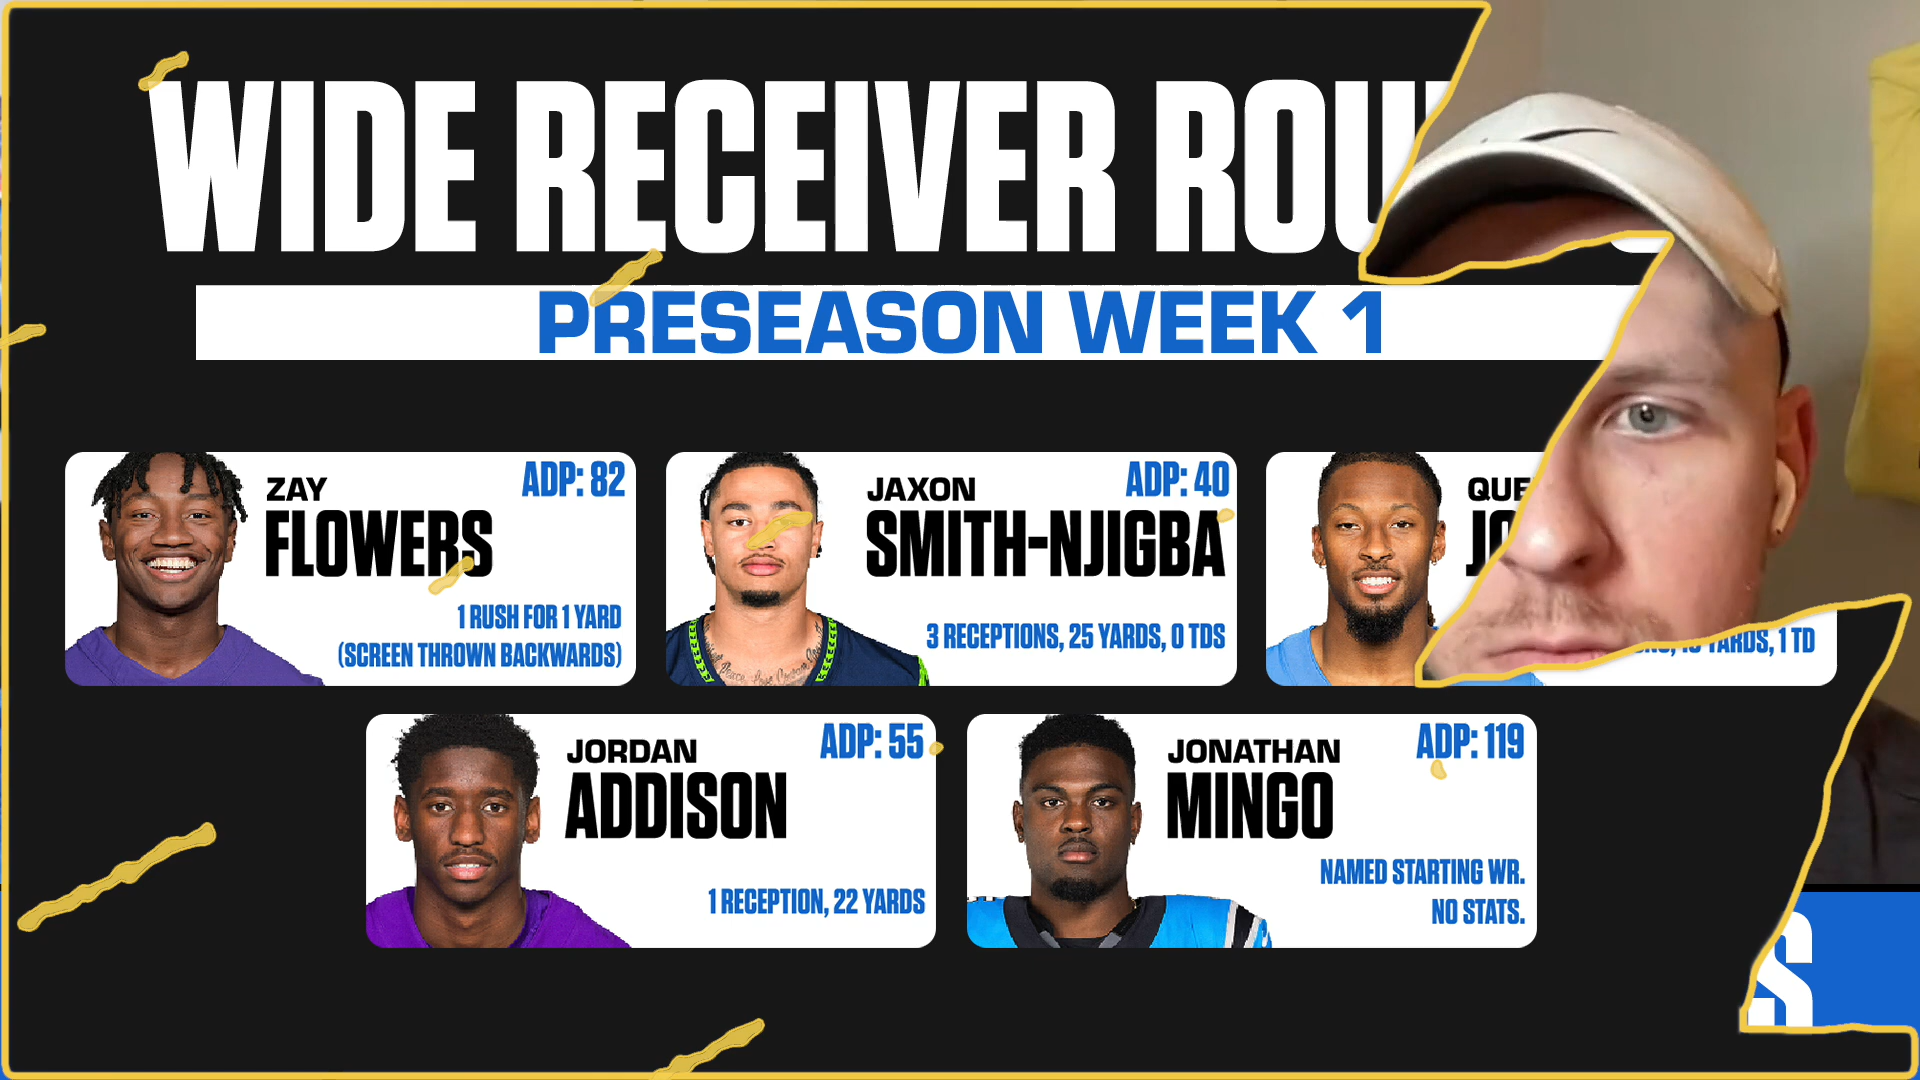 WIDE RECEIVER
PRESEASON WEEK 1
ZAY
FLOWERS
ADP: 82
1 RUSH FOR 1 YARD
(SCREEN THROWN BACKWARDS)
JAXON
SMITH-NJIGBA
ADP: 40
3 RECEPTIONS, 25 YARDS, 0 TDS
YARDS, 1 TD
JORDAN
ADDISON
ADP: 55
1 RECEPTION, 22 YARDS
JONATHAN
MINGO
ADP: 119
NAMED STARTING WR.
NO STATS.